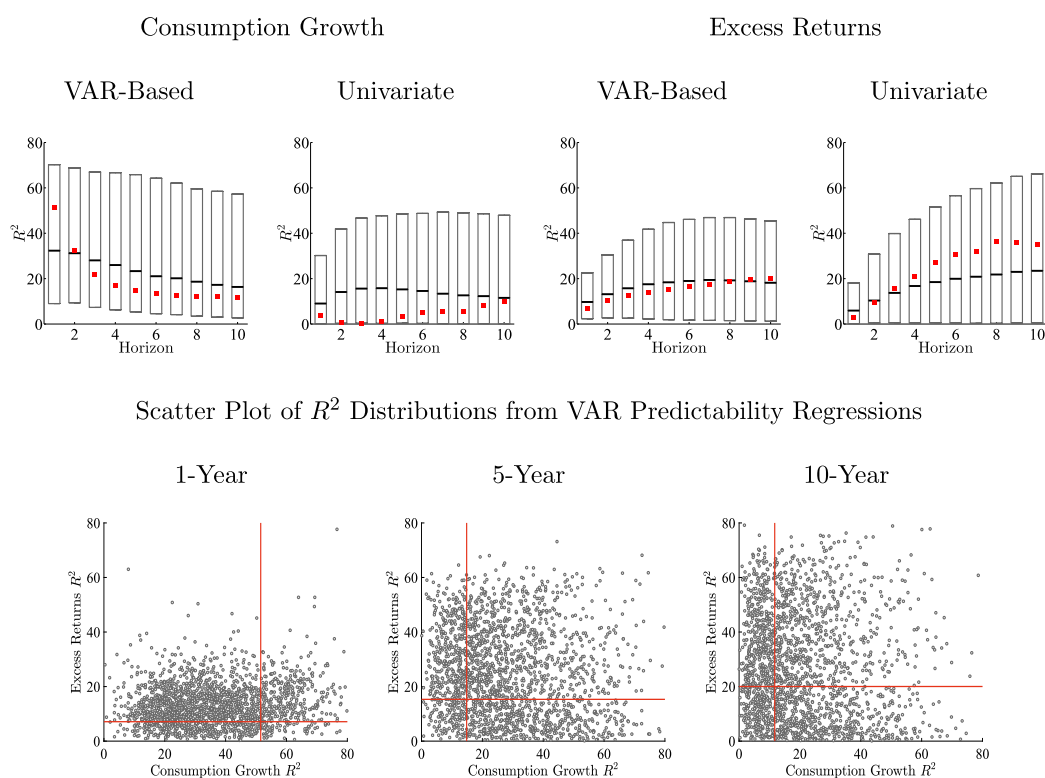 Consumption Growth Excess Returns
VAR-Based Univariate VAR-Based Univariate
80 60 40 20 0
R²
2 4 6 8 10
Horizon
80 60 40 20 0
R²
2 4 6 8 10
Horizon
80 60 40 20 0
R²
2 4 6 8 10
Horizon
80 60 40 20 0
R²
2 4 6 8 10
Horizon
Scatter Plot of R² Distributions from VAR Predictability Regressions
1-Year 5-Year 10-Year
80 60 40 20 0
Excess Returns R²
0 20 40 60 80
Consumption Growth R²
80 60 40 20 0
Excess Returns R²
0 20 40 60 80
Consumption Growth R²
80 60 40 20 0
Excess Returns R²
0 20 40 60 80
Consumption Growth R²